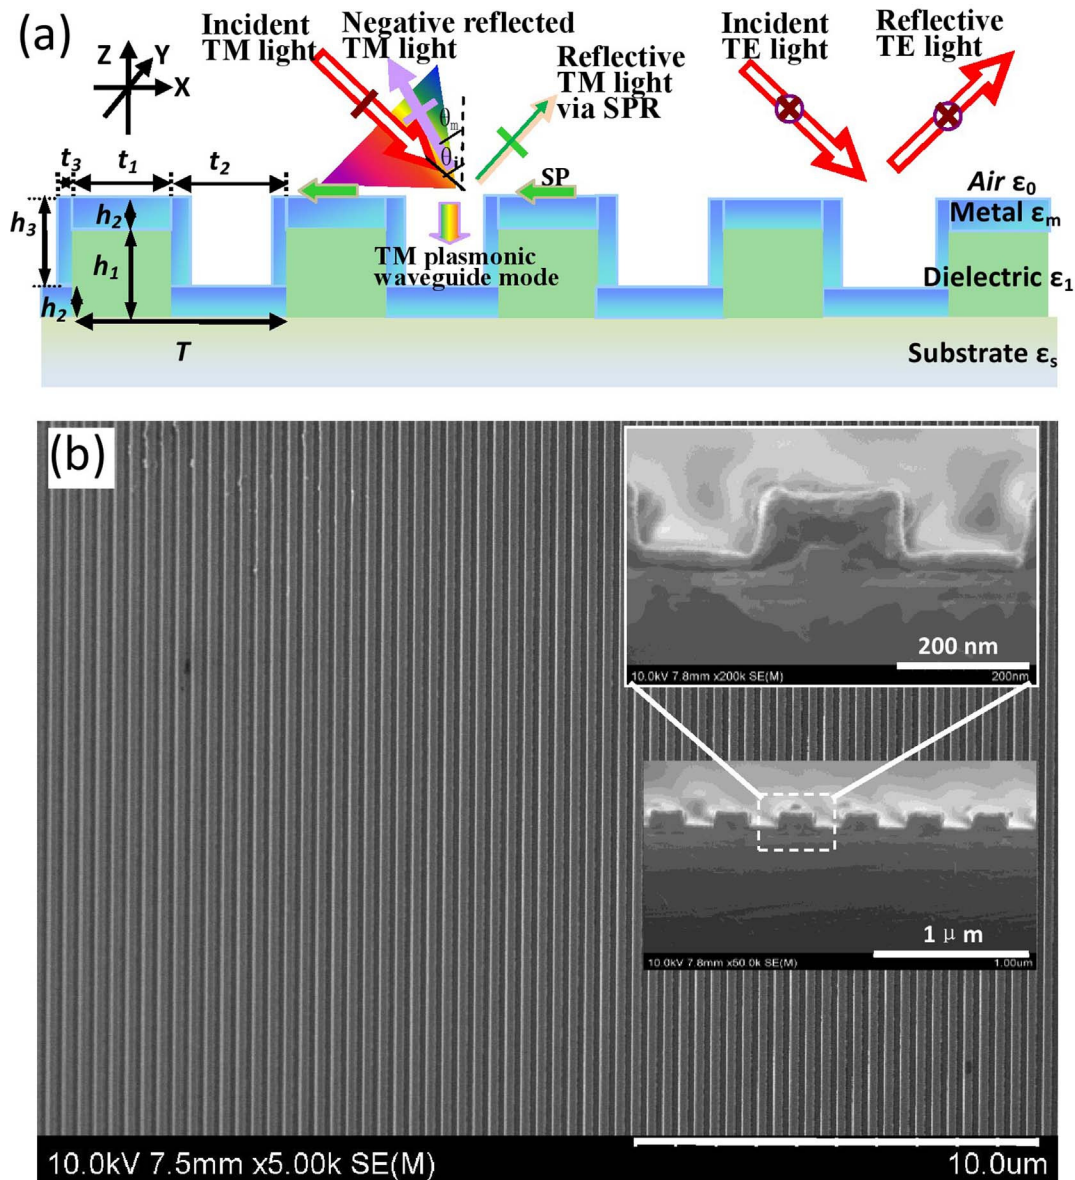 (a)
Z
Y
X
Incident
TM light
Negative reflected
TM light
Reflective
TM light
via SPR
Incident
TE light
Reflective
TE light
θm
θi
t3
t1
t2
SP
Air ε0
Metal εm
h3
h2
h1
TM plasmonic
waveguide mode
Dielectric ε1
h2
T
Substrate εs
(b)
200 nm
10.0kV 7.8mm x200k SE(M)
200nm
1 μm
10.0kV 7.8mm x50.0k SE(M)
1.00um
10.0kV 7.5mm x5.00k SE(M)
10.0um